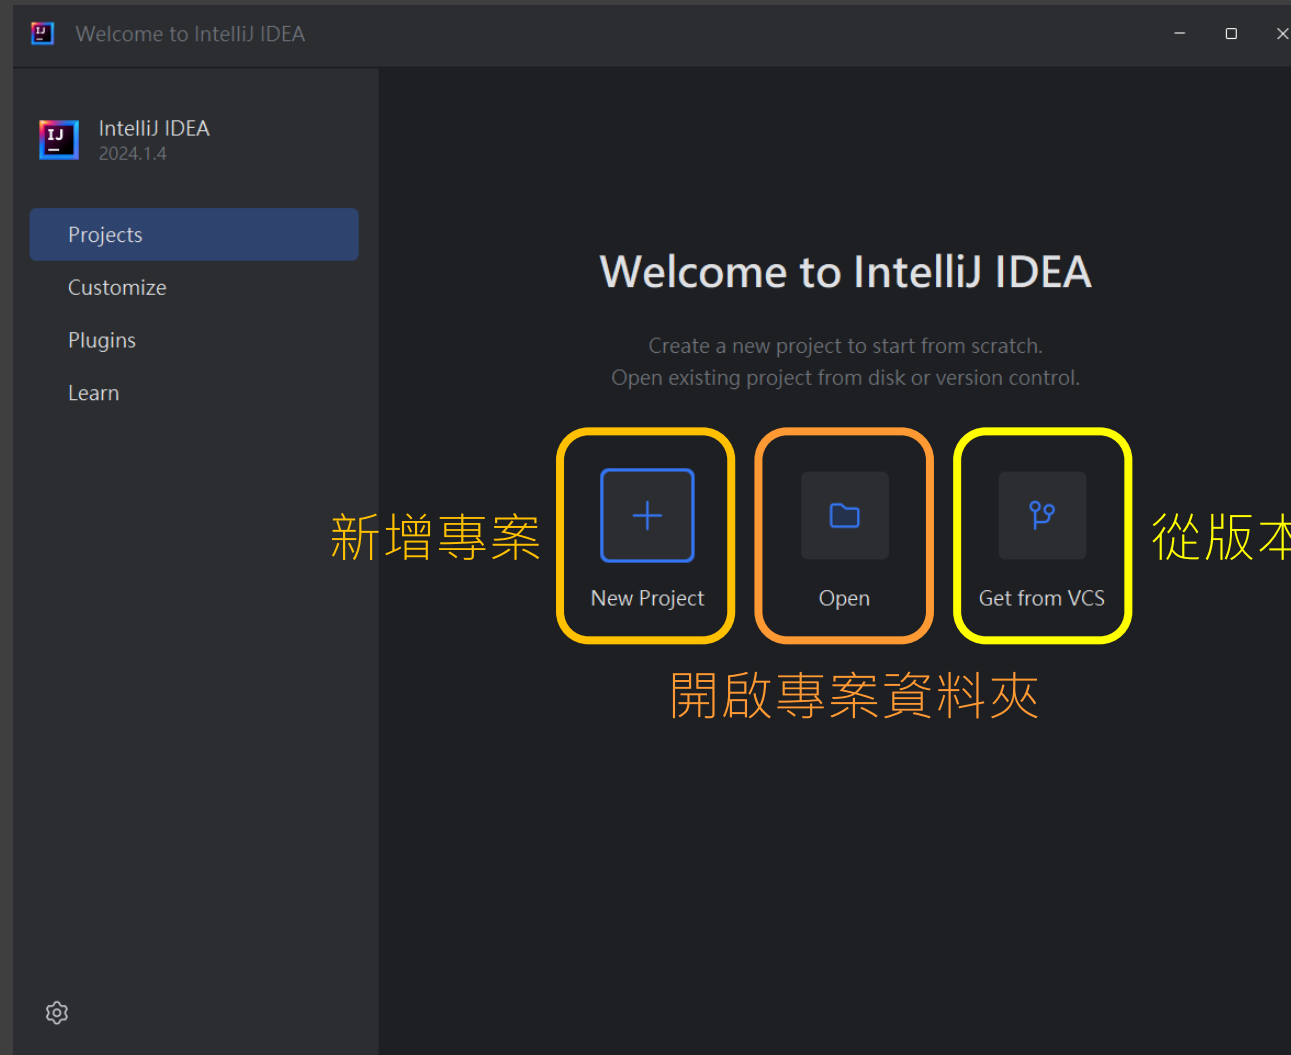 Welcome to IntelliJ IDEA
IntelliJ IDEA
2024.1.4
Projects
Customize
Plugins
Learn
Welcome to IntelliJ IDEA
Create a new project to start from scratch.
Open existing project from disk or version control.
新增專案
New Project
Open
Get from VCS
從版本
開啟專案資料夾